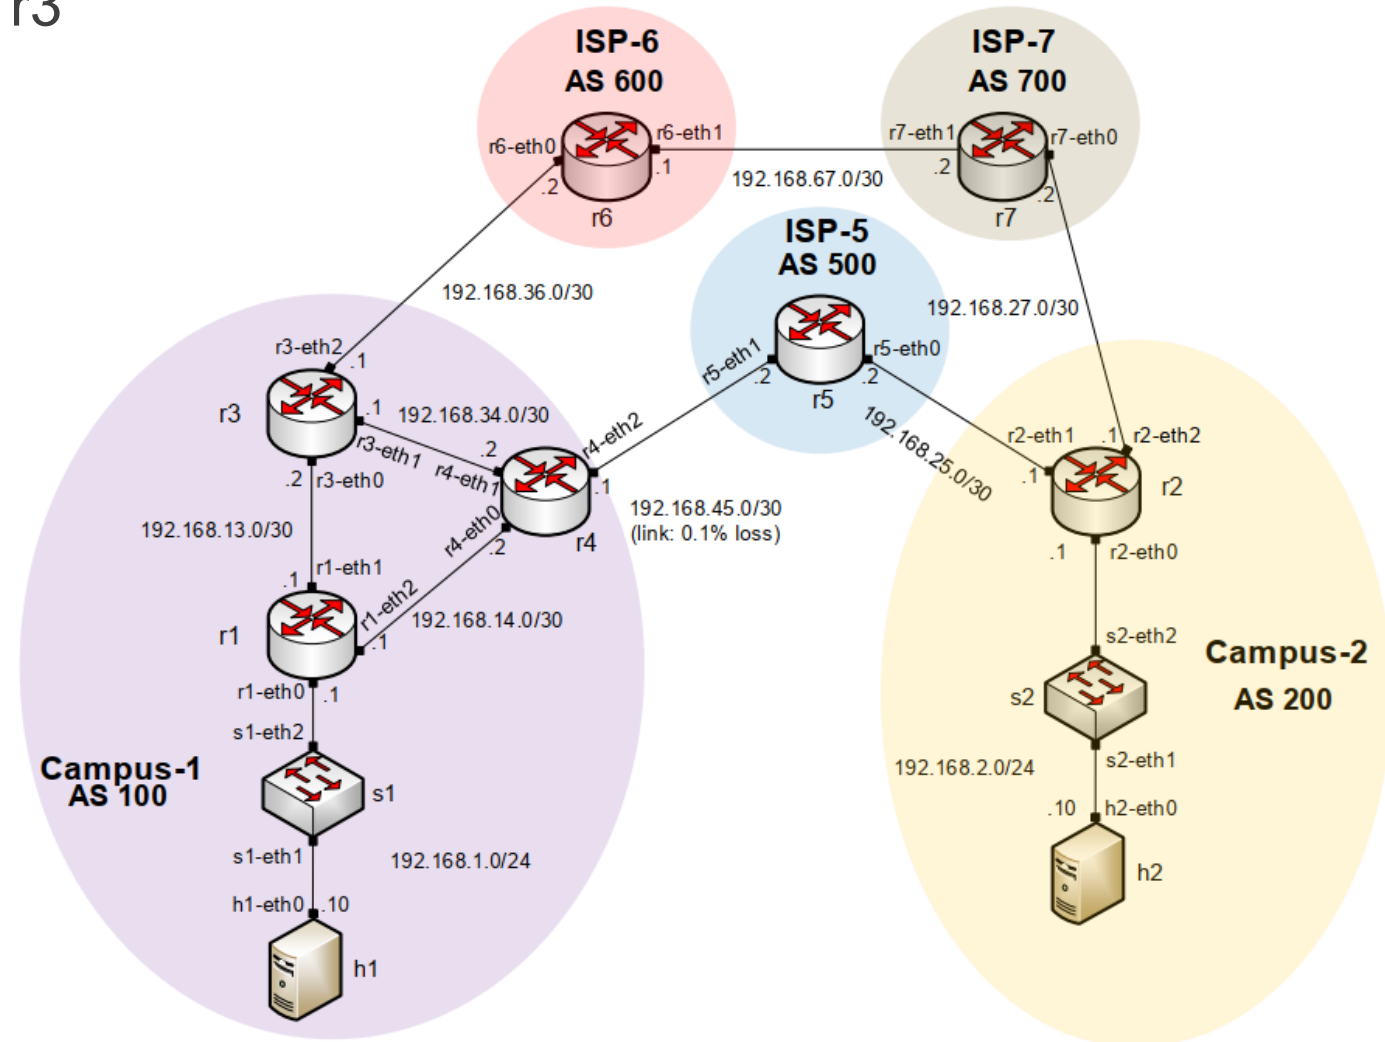 r3
ISP-6
AS 600
ISP-7
AS 700
r6-eth0
r6-eth1
r7-eth1
r7-eth0
.2
.1
.2
.2
192.168.67.0/30
r6
r7
ISP-5
AS 500
192.168.36.0/30
192.168.27.0/30
r3-eth2
.1
r5-eth1
r5-eth0
.2
.2
r5
r3
.1
192.168.34.0/30
r3-eth1
r4-eth1
.2
r4-eth2
.1
192.168.25.0/30
r2-eth1
.1
r2-eth2
.1
r2
.2
r3-eth0
192.168.45.0/30
(link: 0.1% loss)
192.168.13.0/30
r4-eth0
.2
r4
.1
r2-eth0
.1
r1-eth1
r1-eth2
192.168.14.0/30
r1
.1
s2-eth2
Campus-2
AS 200
r1-eth0
.1
s2
s1-eth2
Campus-1
AS 100
s1
192.168.2.0/24
s2-eth1
s1-eth1
192.168.1.0/24
.10
h2-eth0
h2
h1-eth0
.10
h1